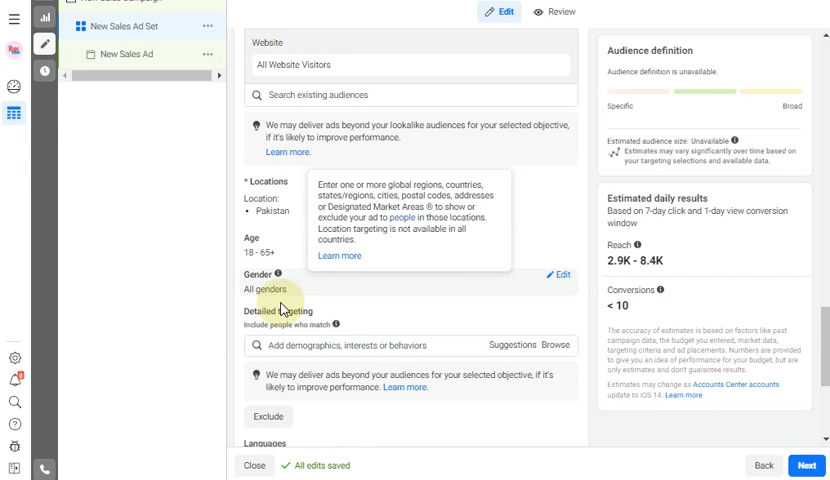 New Sales Ad Set
New Sales Ad
Edit
Review
Website
All Website Visitors
Search existing audiences
We may deliver ads beyond your lookalike audiences for your selected objective,
if it's likely to improve performance.
Learn more.
* Locations
Location:
Pakistan
Enter one or more global regions, countries,
states/regions, cities, postal codes, addresses
or Designated Market Areas ® to show or
exclude your ad to people in those locations.
Location targeting is not available in all
countries.
Learn more
Age
18 - 65+
Gender
Edit
All genders
Detailed targeting
Include people who match
Add demographics, interests or behaviors
Suggestions Browse
We may deliver ads beyond your audiences for your selected objective, if it's
likely to improve performance. Learn more.
Exclude
Languages
Close
All edits saved
Back
Next
Audience definition
Audience definition is unavailable.
Specific
Broad
Estimated audience size: Unavailable
Estimates may vary significantly over time based on
your targeting selections and available data.
Estimated daily results
Based on 7-day click and 1-day view conversion
window
Reach
2.9K - 8.4K
Conversions
< 10
The accuracy of estimates is based on factors like past
campaign data, the budget you entered, market data,
targeting criteria and ad placements. Numbers are provided
to give you an idea of performance for your budget, but are
only estimates and don't guarantee results.
Estimates may change as Accounts Center accounts
update to iOS 14. Learn more